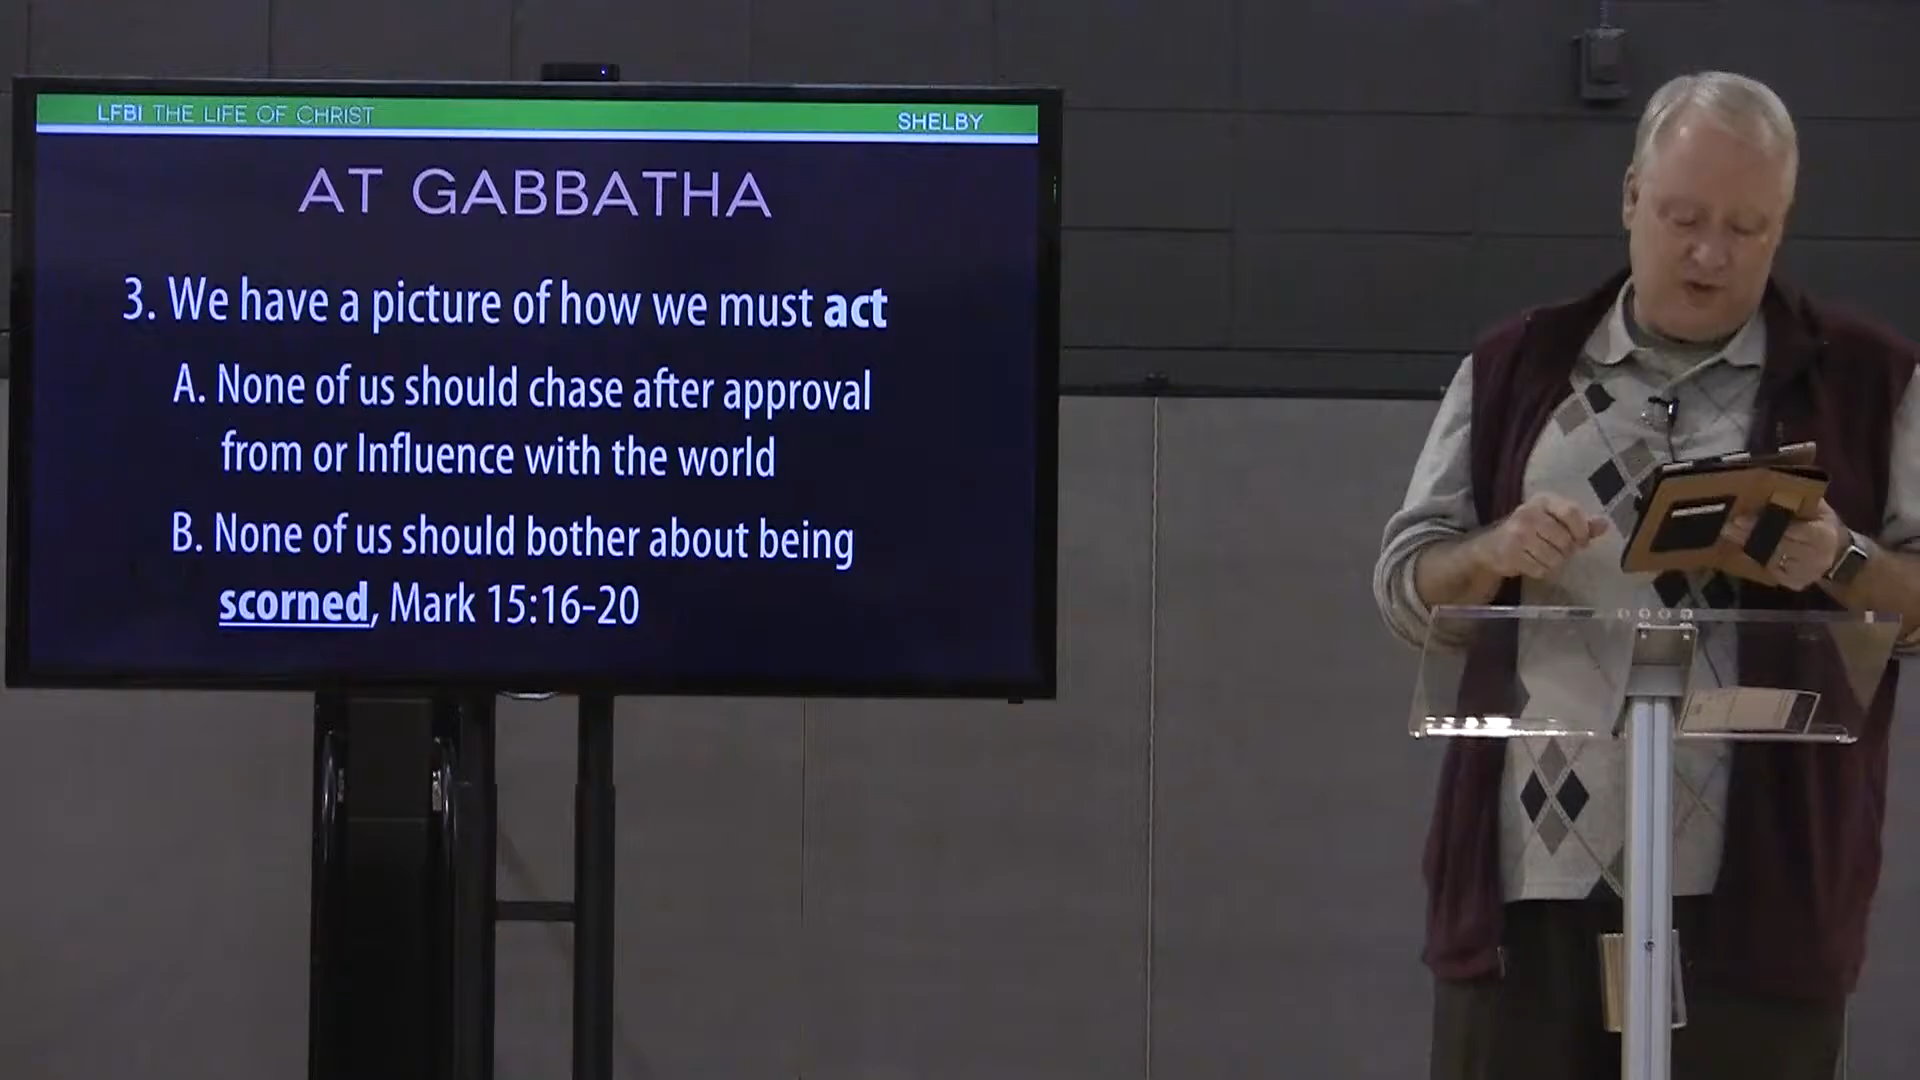 LFBI THE LIFE OF CHRIST
SHELBY
AT GABBATHA
3. We have a picture of how we must act
A. None of us should chase after approval
from or Influence with the world
B. None of us should bother about being
scorned, Mark 15:16-20